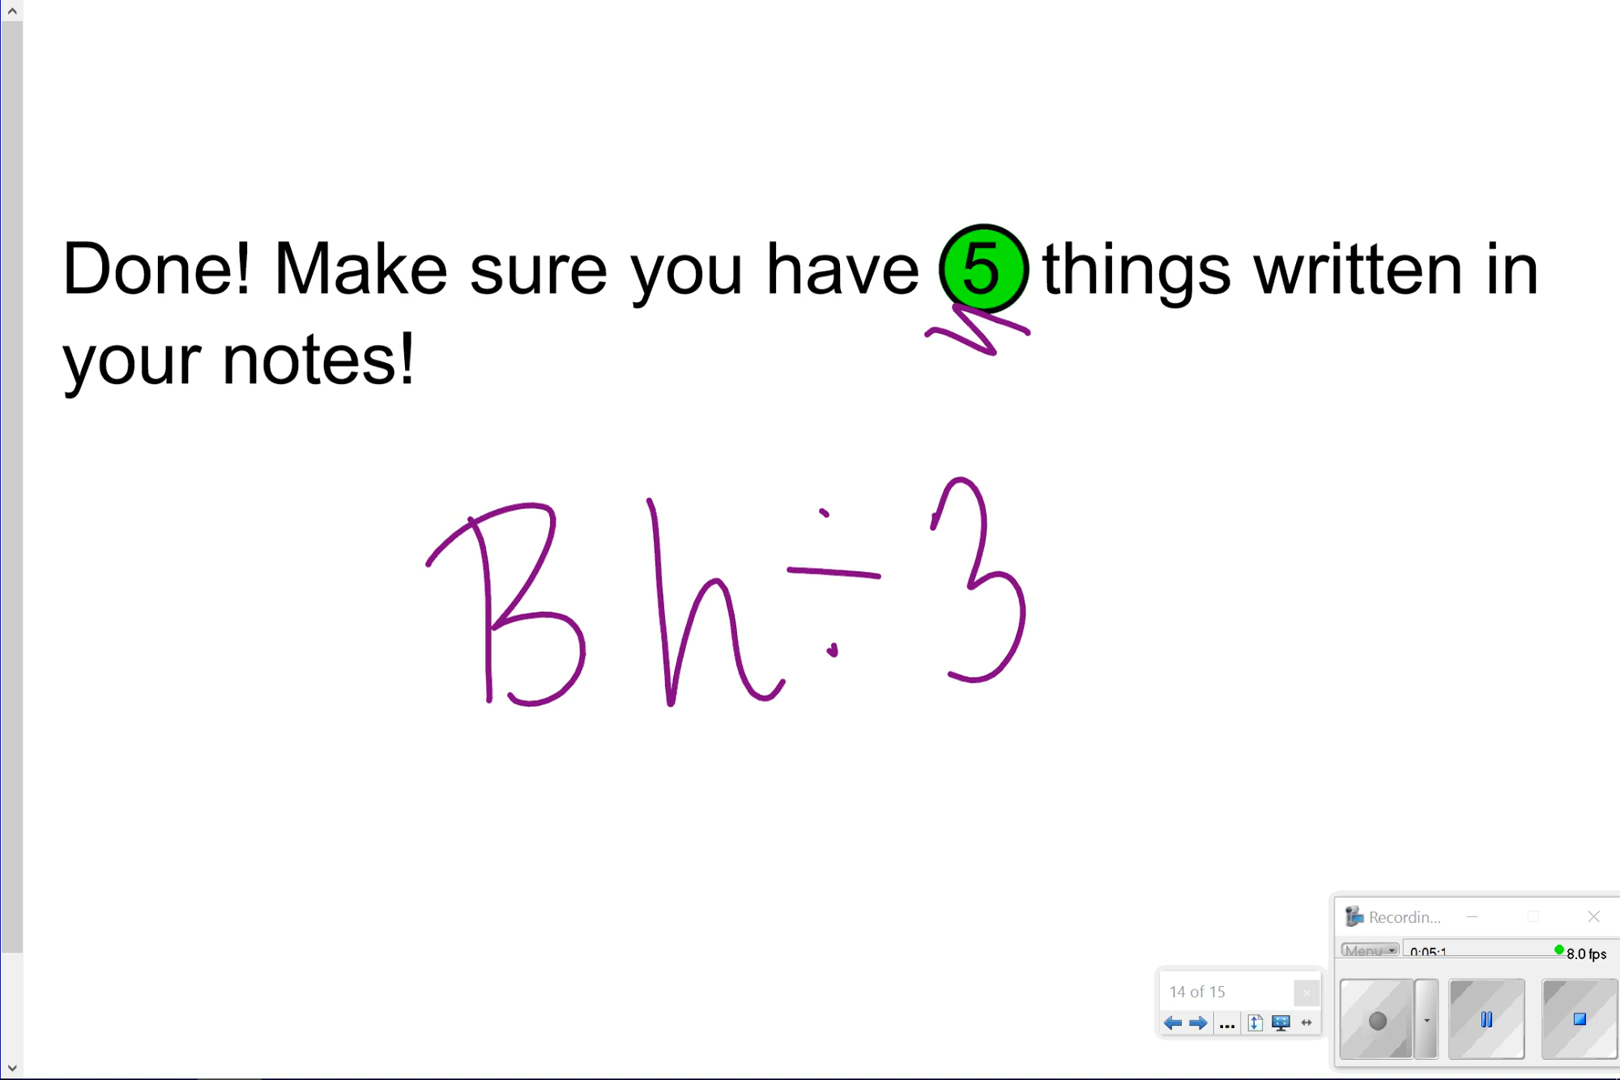 Done! Make sure you have 5 things written in
your notes!
Bh ÷ 3
Recordin...
Menu
0:05:1
8.0 fps
14 of 15
...